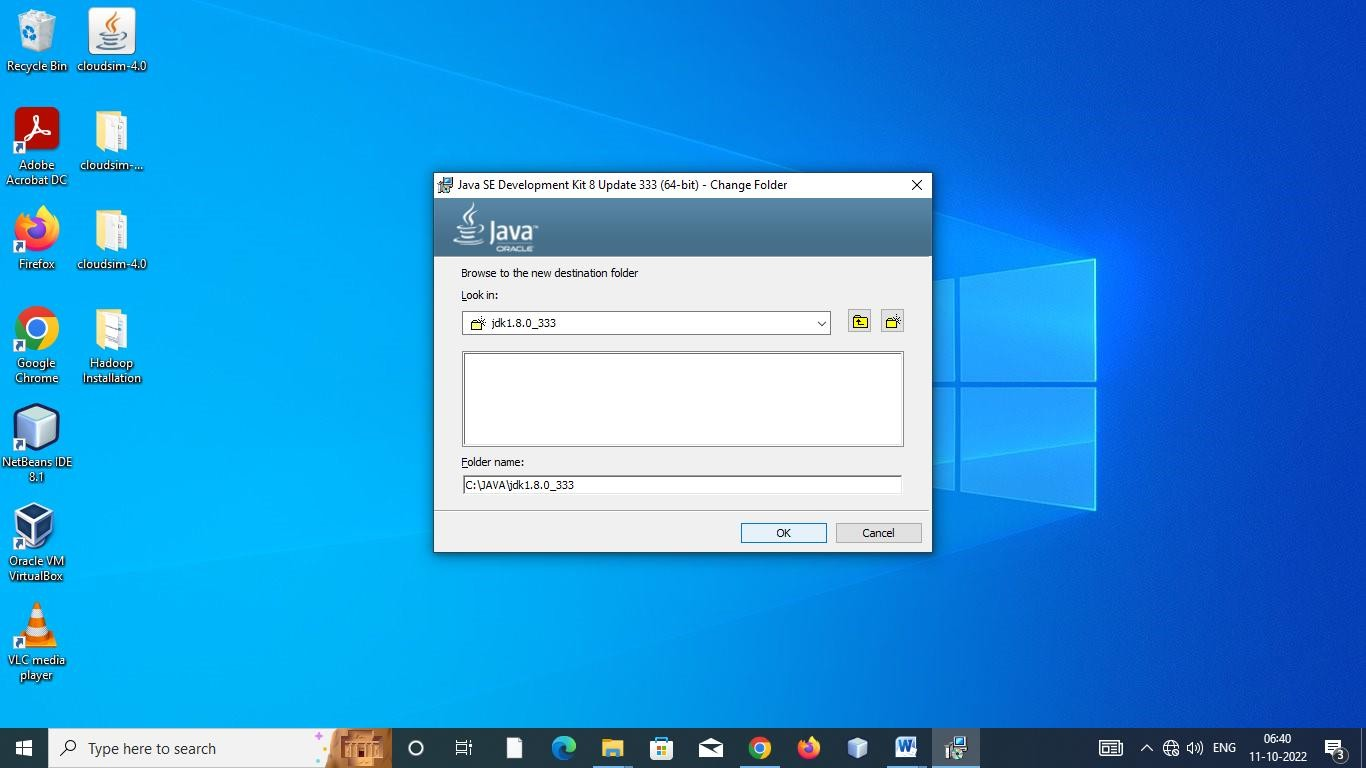 Recycle Bin
cloudsim-4.0
Adobe
Acrobat DC
cloudsim-...
Firefox
cloudsim-4.0
Google
Chrome
Hadoop
Installation
NetBeans IDE
8.1
Oracle VM
VirtualBox
VLC media
player
Java SE Development Kit 8 Update 333 (64-bit) - Change Folder
Java™
ORACLE
Browse to the new destination folder
Look in:
jdk1.8.0_333
Folder name:
C:\JAVA\jdk1.8.0_333
OK
Cancel
Type here to search
ENG
06:40
11-10-2022
3